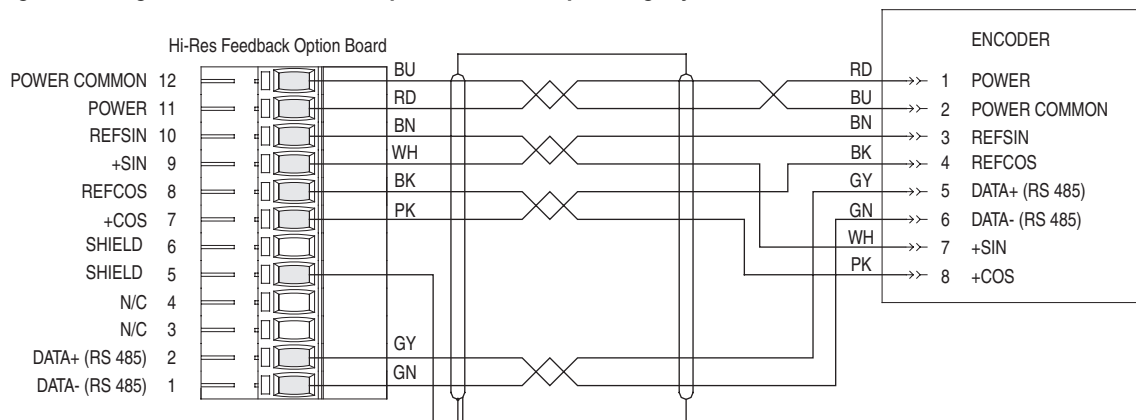 Hi-Res Feedback Option Board
POWER COMMON 12
POWER 11
REFSIN 10
+SIN 9
REFCOS 8
+COS 7
SHIELD 6
SHIELD 5
N/C 4
N/C 3
DATA+ (RS 485) 2
DATA- (RS 485) 1
BU
RD
BN
WH
BK
PK
GY
GN
RD
BU
BN
BK
GY
GN
WH
PK
ENCODER
1 POWER
2 POWER COMMON
3 REFSIN
4 REFCOS
5 DATA+ (RS 485)
6 DATA- (RS 485)
7 +SIN
8 +COS